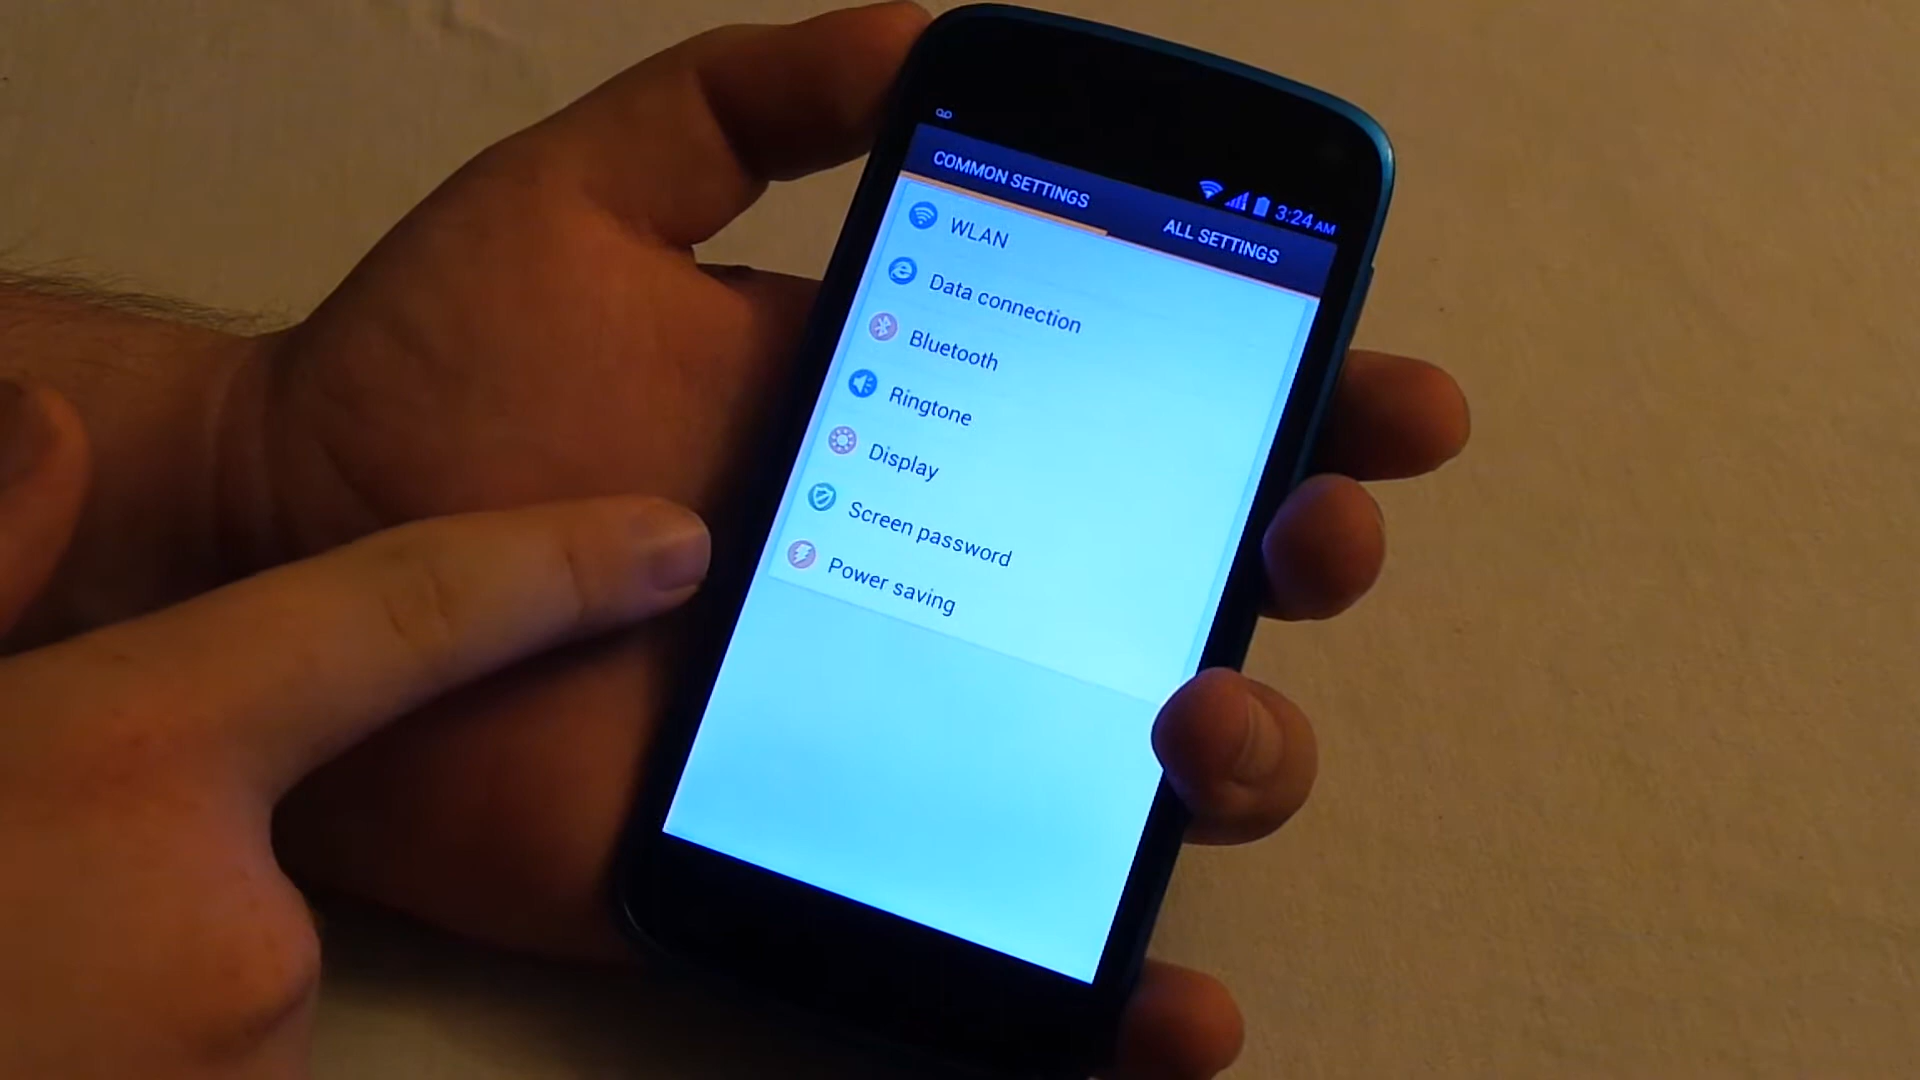 3:24 AM
COMMON SETTINGS
ALL SETTINGS
WLAN
Data connection
Bluetooth
Ringtone
Display
Screen password
Power saving